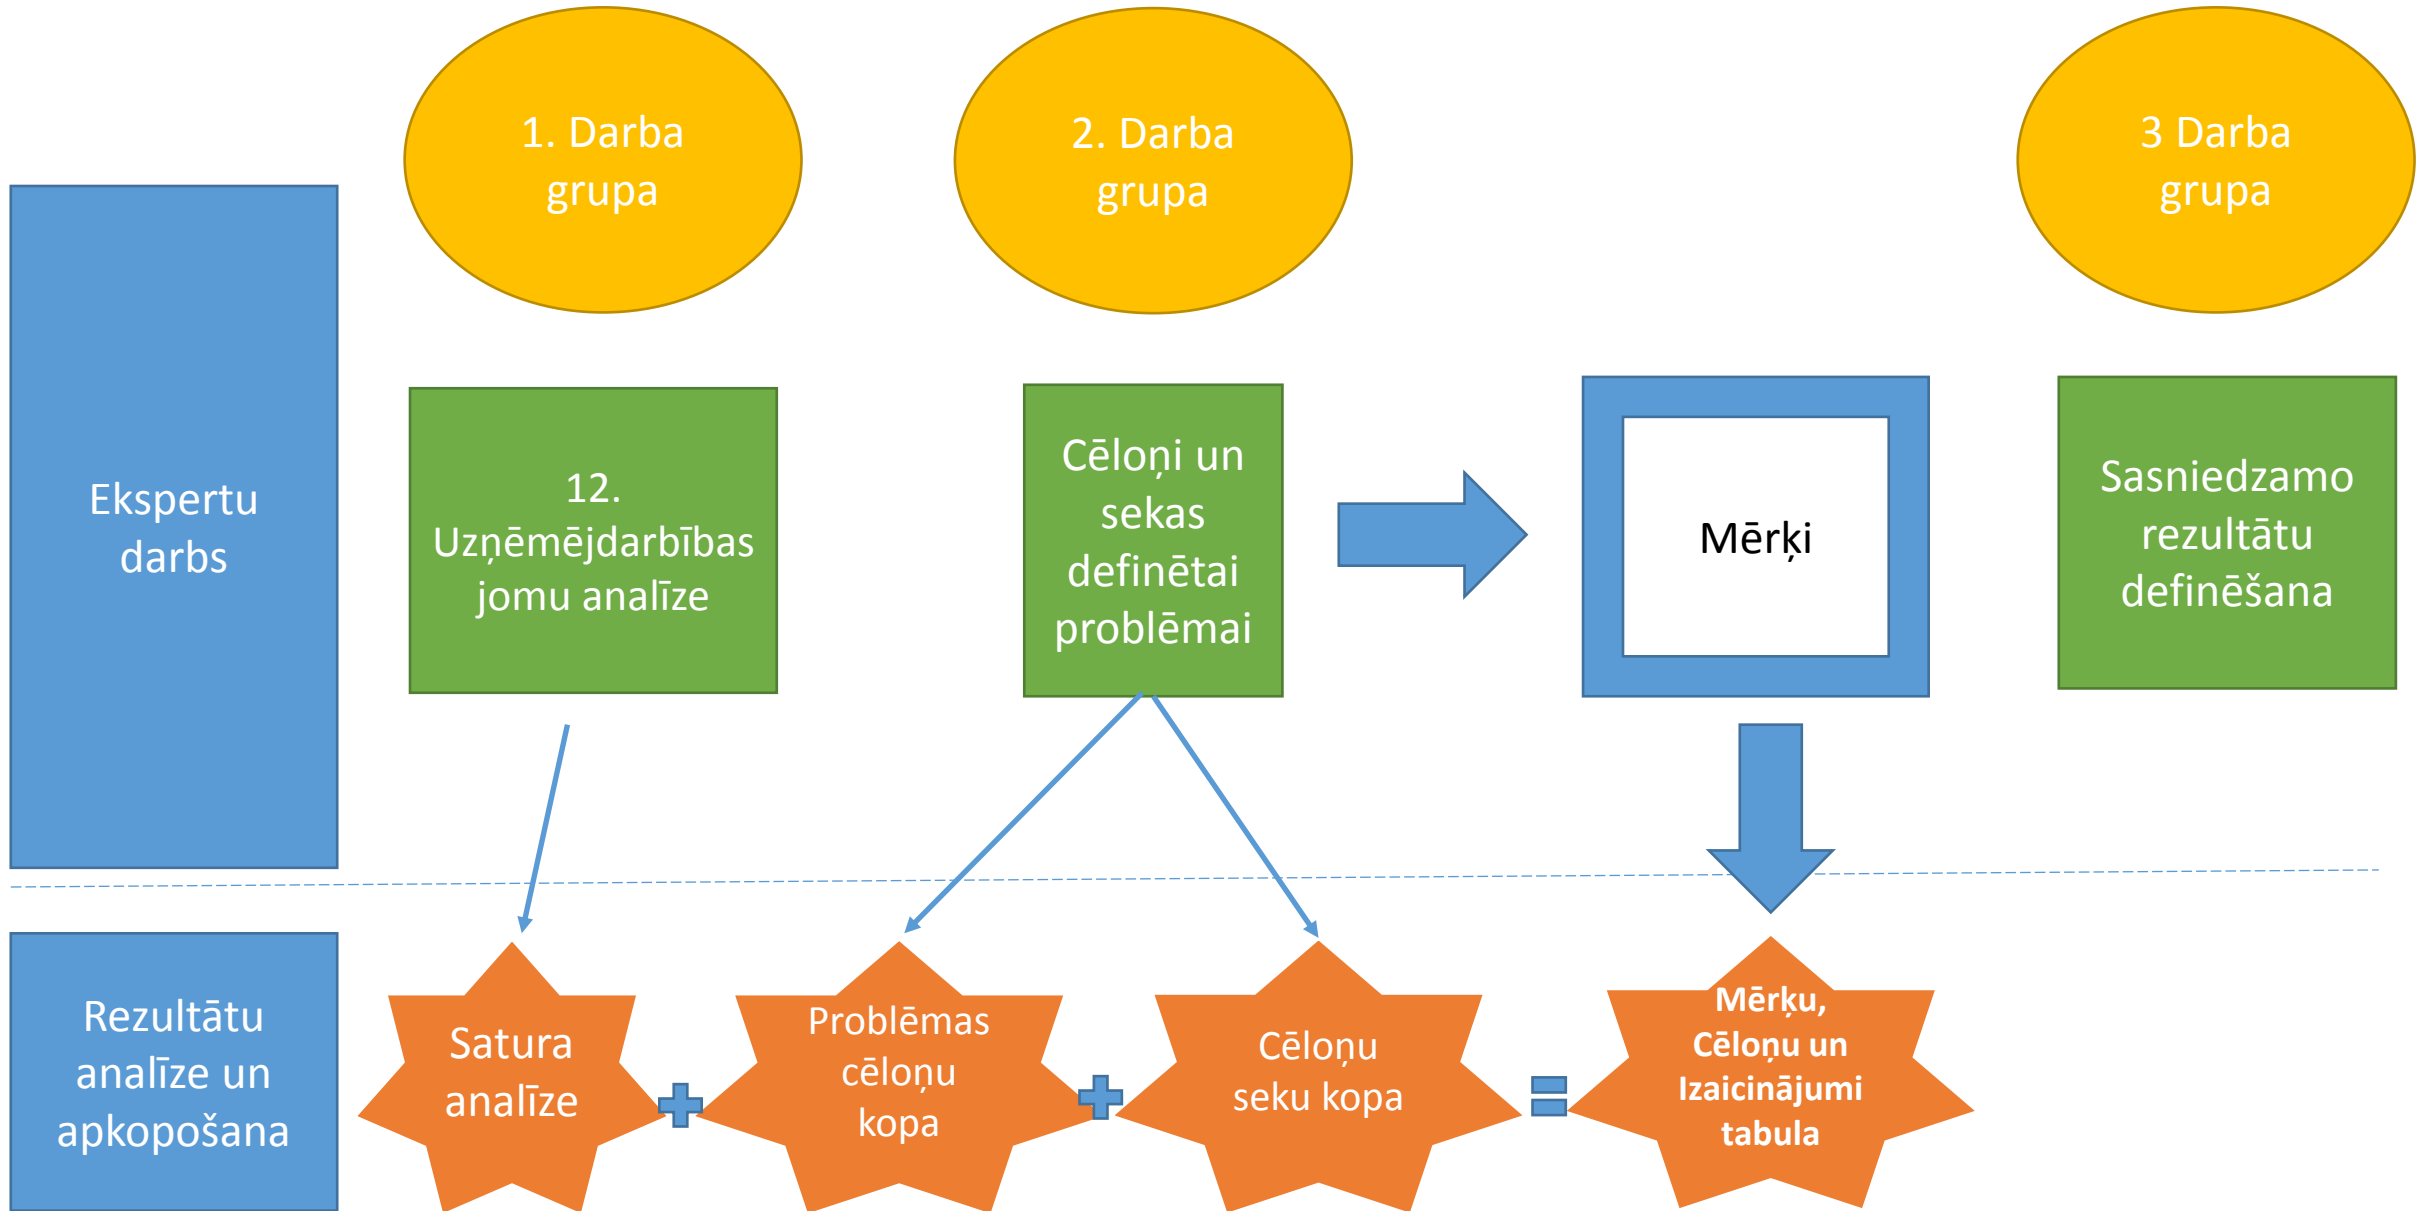 1. Darba
grupa
2. Darba
grupa
3 Darba
grupa
Ekspertu
darbs
12.
Uzņēmējdarbības
jomu analīze
Cēloņi un
sekas
definētai
problēmai
Mērķi
Sasniedzamo
rezultātu
definēšana
Rezultātu
analīze un
apkopošana
Satura
analīze
Problēmas
cēloņu
kopa
Cēloņu
seku kopa
Mērķu,
Cēloņu un
Izaicinājumi
tabula